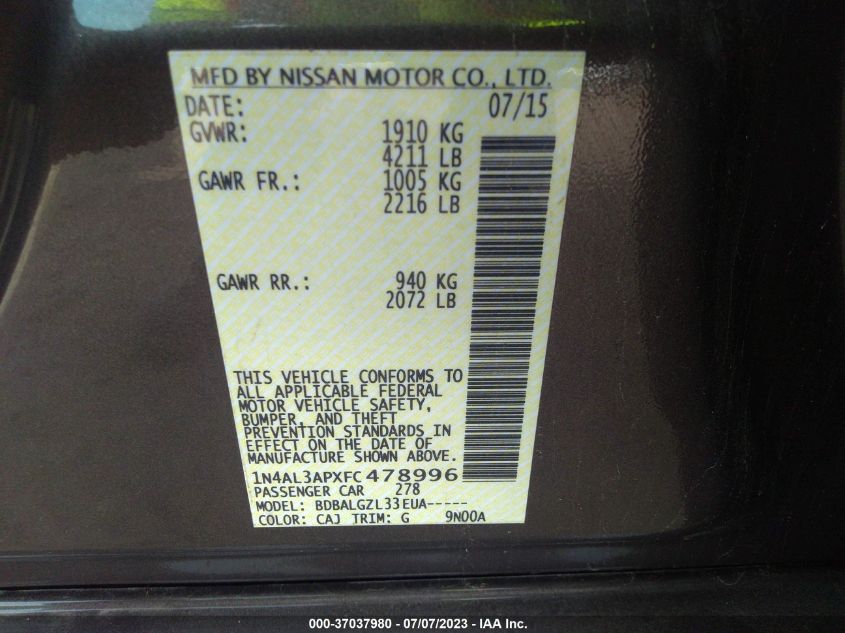 MFD BY NISSAN MOTOR CO., LTD.
DATE: 07/15
GVWR: 1910 KG
4211 LB
GAWR FR.: 1005 KG
2216 LB
GAWR RR.: 940 KG
2072 LB
THIS VEHICLE CONFORMS TO
ALL APPLICABLE FEDERAL
MOTOR VEHICLE SAFETY,
BUMPER, AND THEFT
PREVENTION STANDARDS IN
EFFECT ON THE DATE OF
MANUFACTURE SHOWN ABOVE.
1N4AL3APXFC478996
PASSENGER CAR 278
MODEL: BDBALGZL33EUA-----
COLOR: CAJ TRIM: G 9N00A
000-37037980 - 07/07/2023 - IAA Inc.